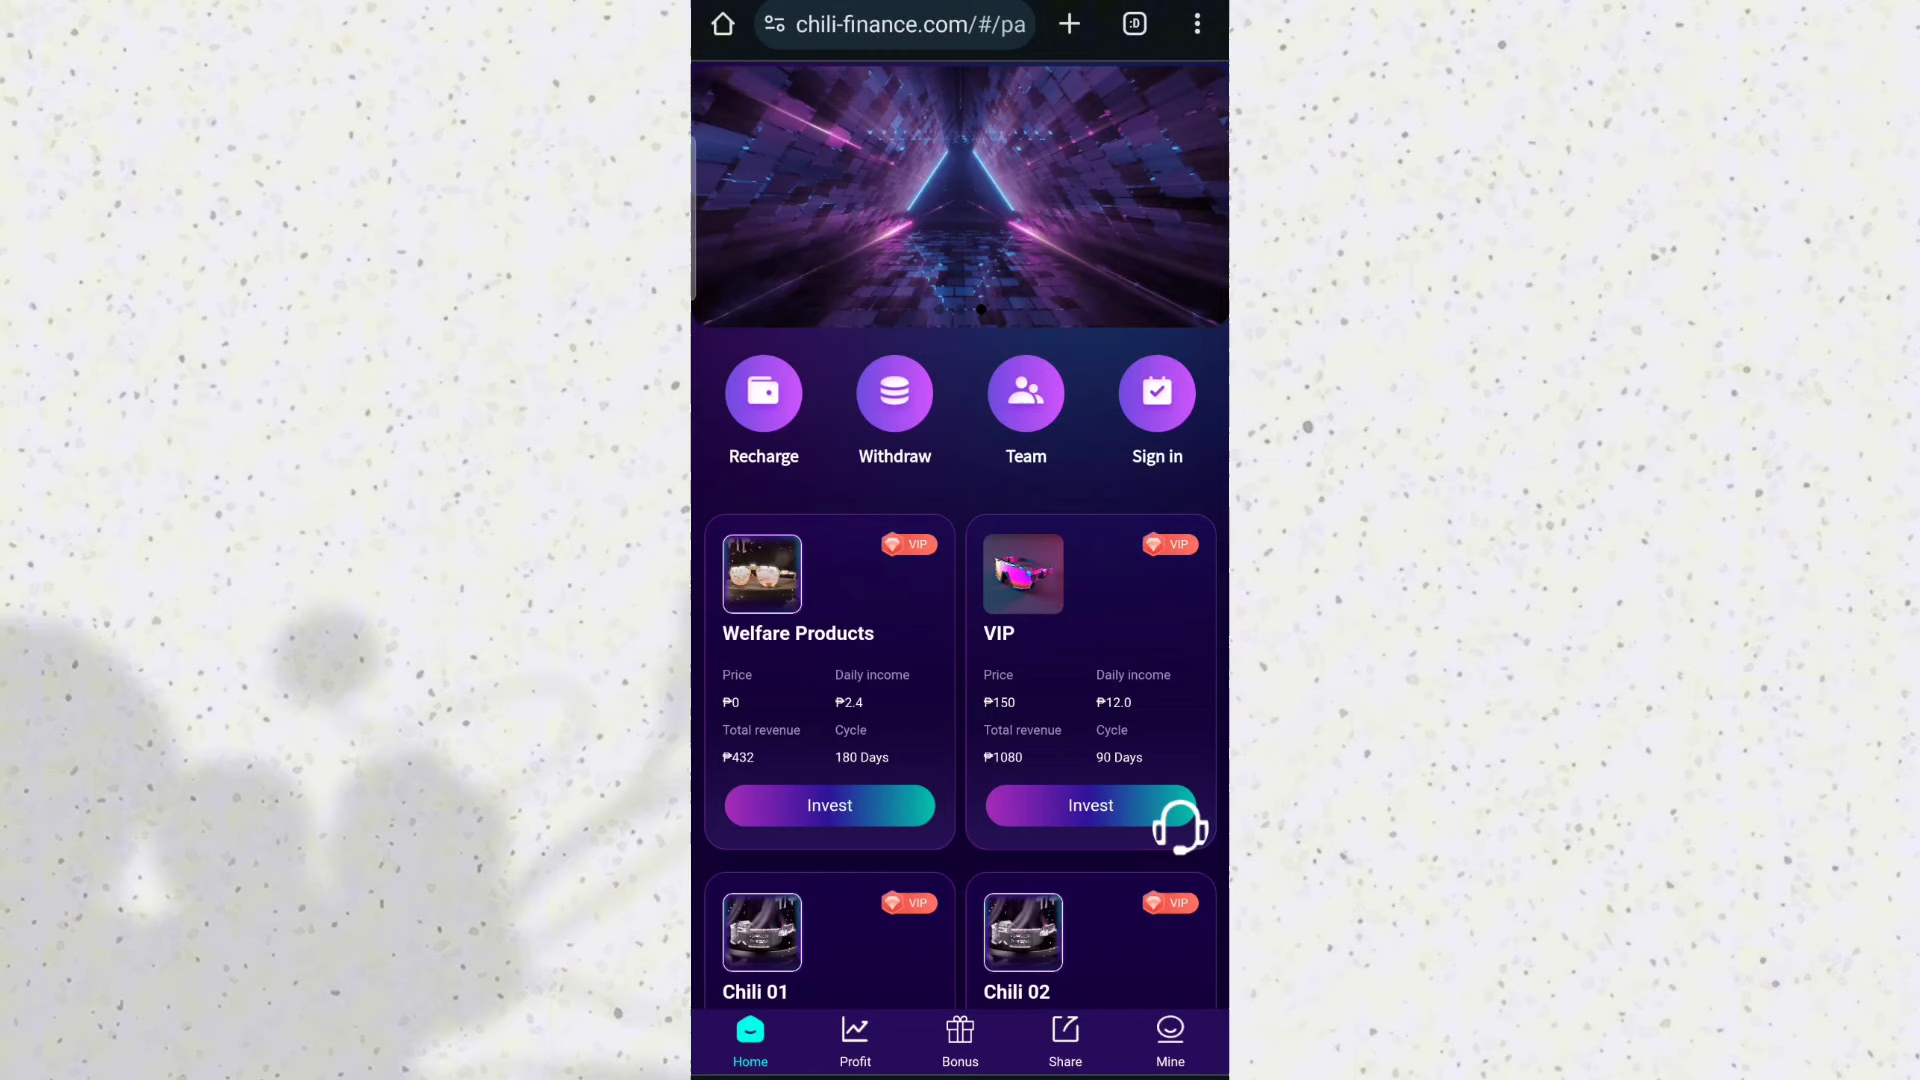 chili-finance.com/#/pa
:D
Recharge
Withdraw
Team
Sign in
VIP
VIP
Welfare Products
VIP
Price
Daily income
Price
Daily income
₱0
₱2.4
₱150
₱12.0
Total revenue
Cycle
Total revenue
Cycle
₱432
180 Days
₱1080
90 Days
Invest
Invest
VIP
VIP
Chili 01
Chili 02
Home
Profit
Bonus
Share
Mine